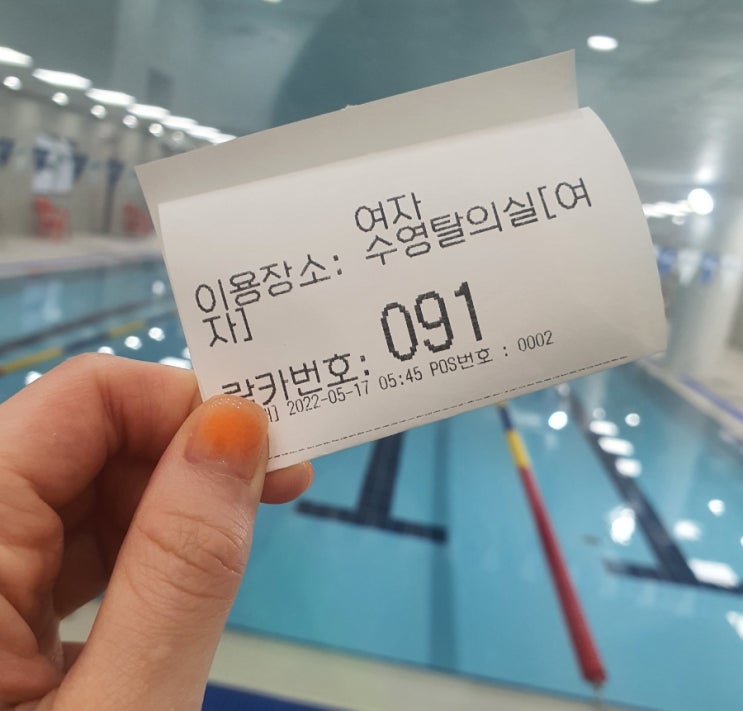 여자
이용장소: 수영탈의실[여
자]
락카번호: 091
2022-05-17 05:45 POS번호 : 0002